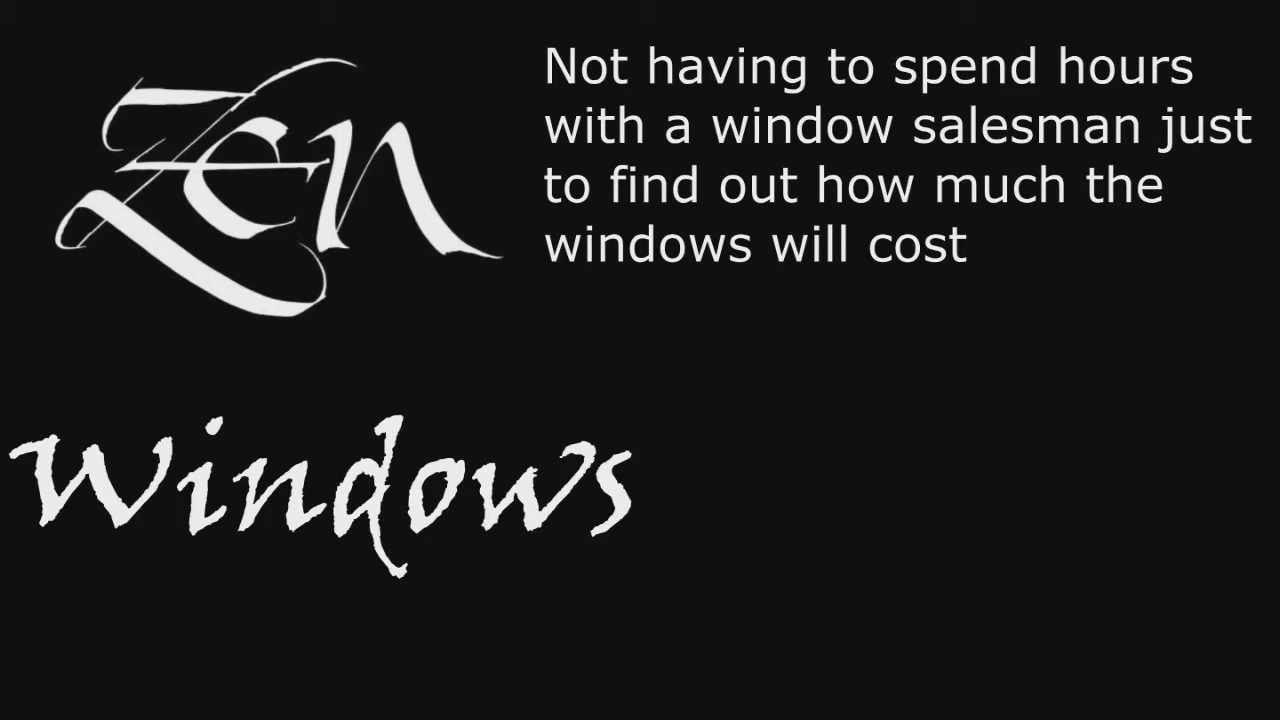 Zen
Not having to spend hours
with a window salesman just
to find out how much the
windows will cost
Windows